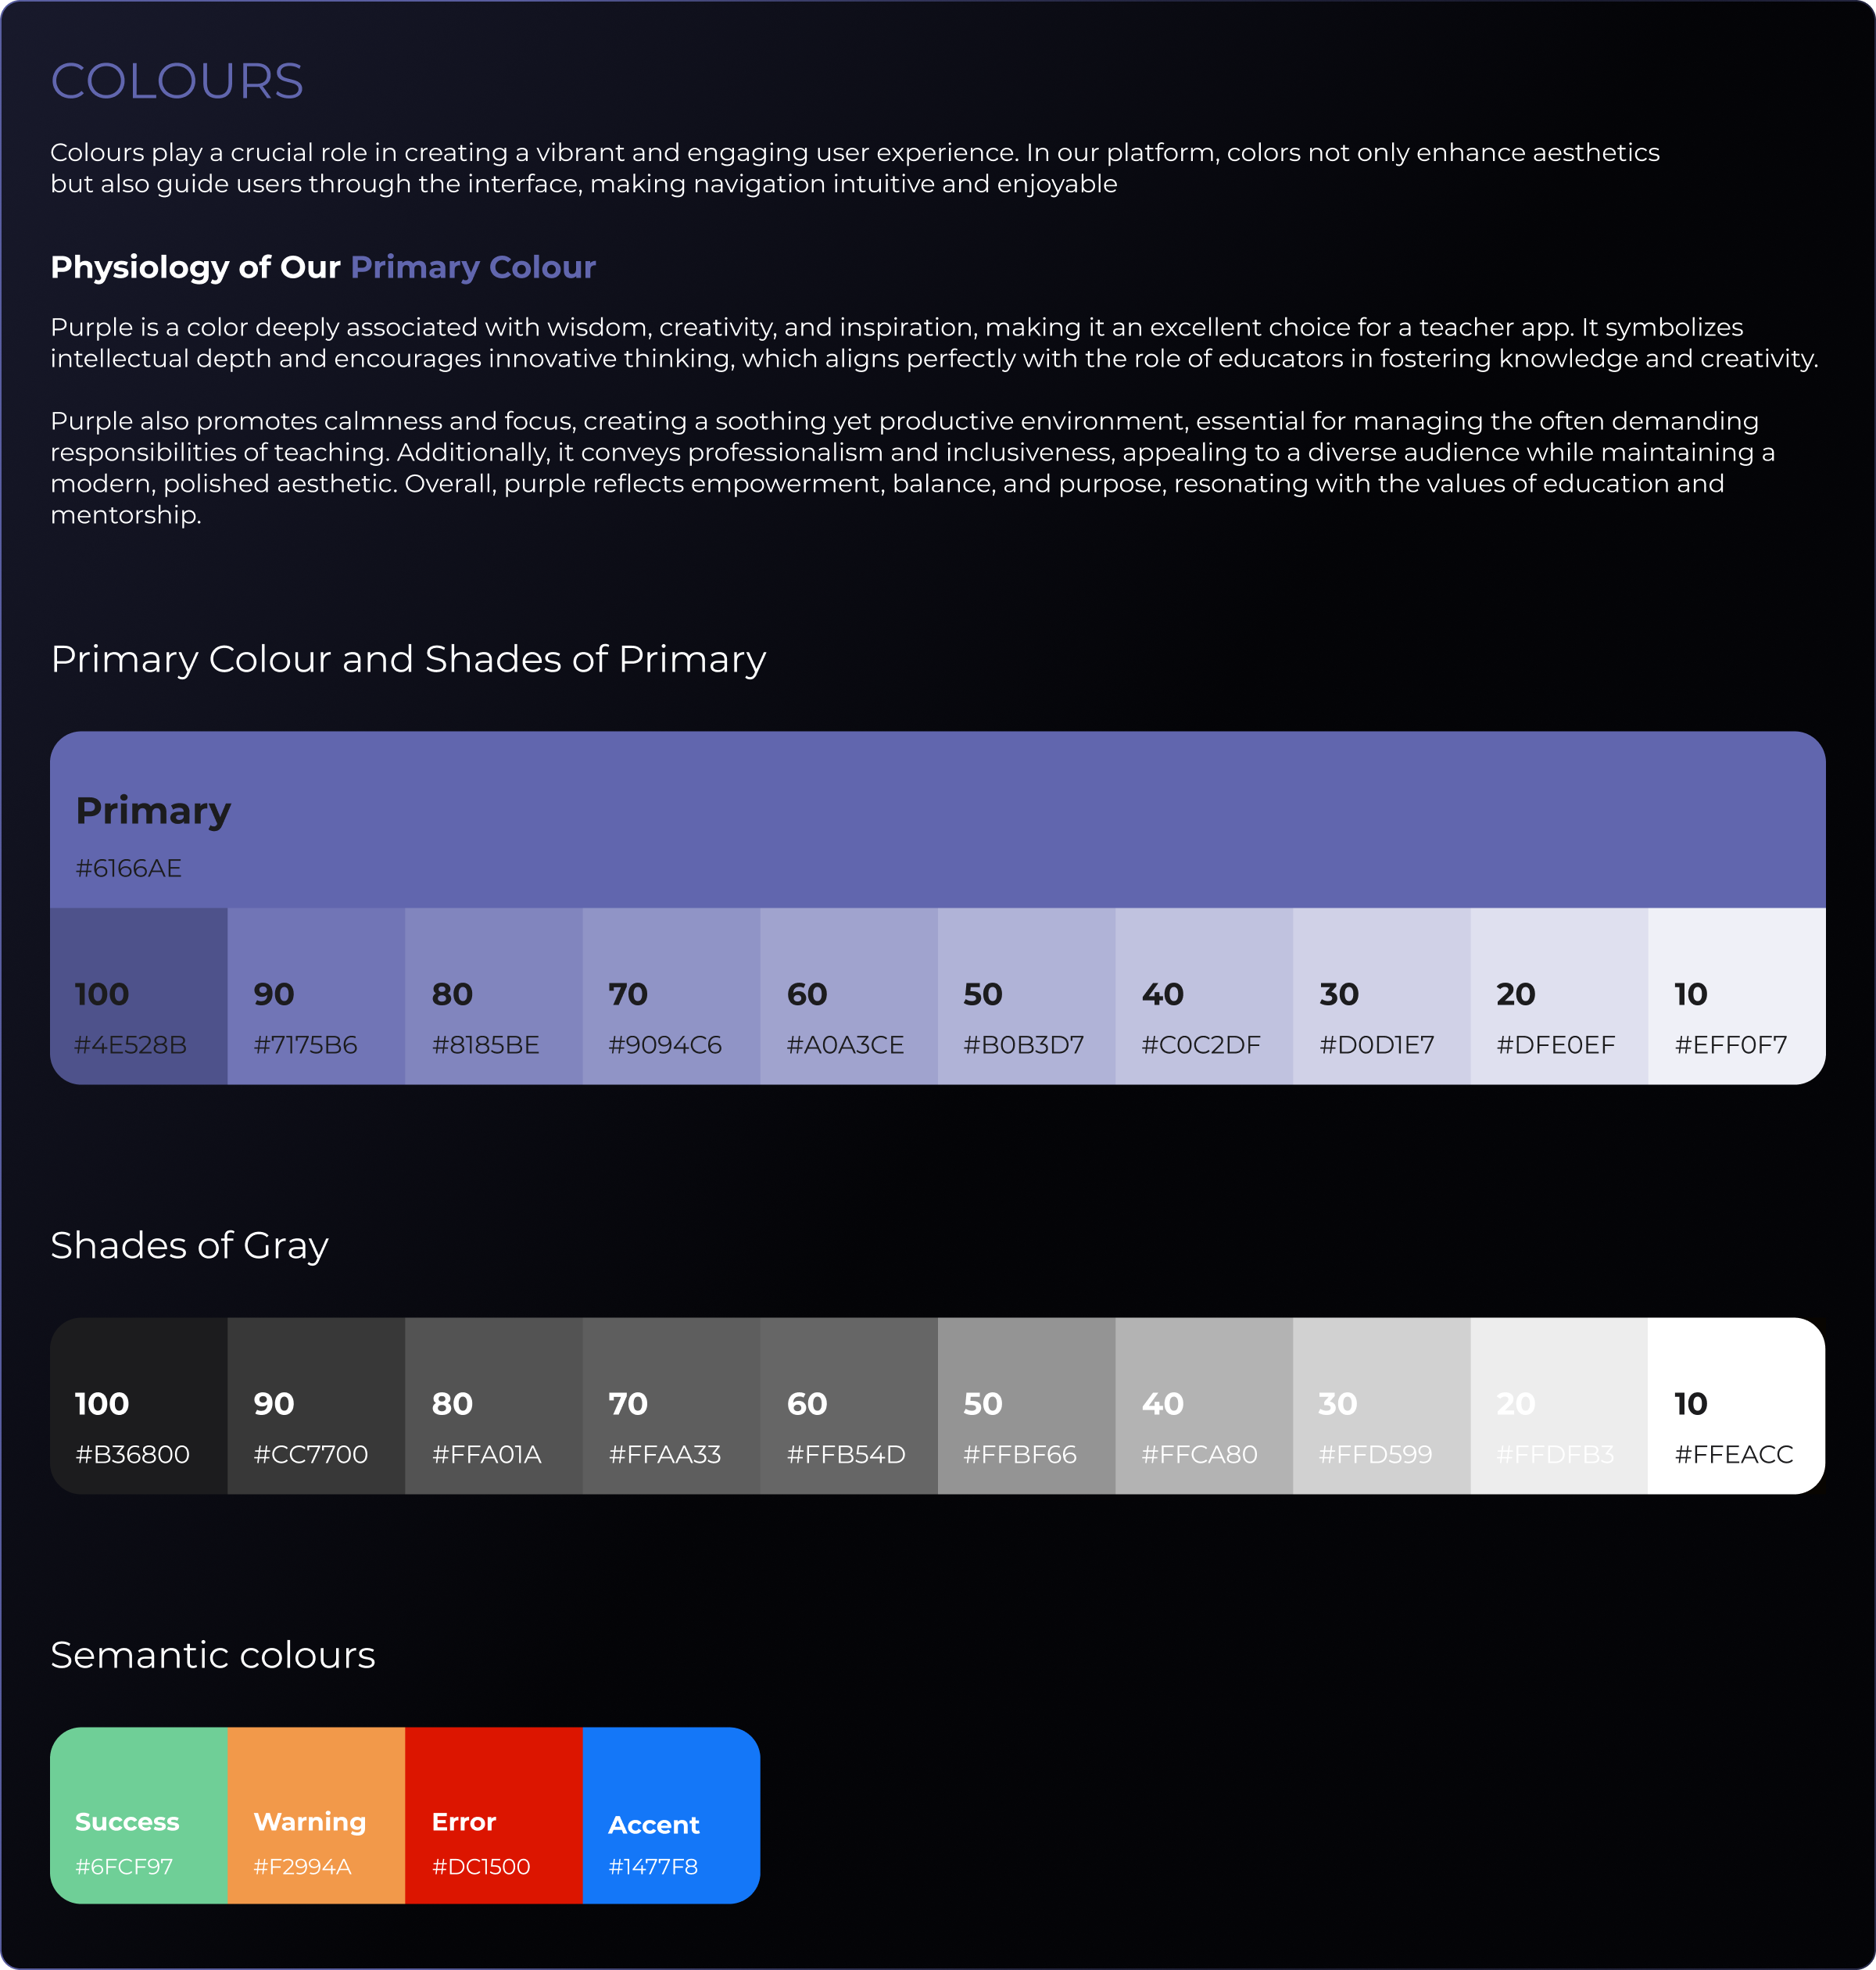 COLOURS
Colours play a crucial role in creating a vibrant and engaging user experience. In our platform, colors not only enhance aesthetics
but also guide users through the interface, making navigation intuitive and enjoyable
Physiology of Our Primary Colour
Purple is a color deeply associated with wisdom, creativity, and inspiration, making it an excellent choice for a teacher app. It symbolizes
intellectual depth and encourages innovative thinking, which aligns perfectly with the role of educators in fostering knowledge and creativity.
Purple also promotes calmness and focus, creating a soothing yet productive environment, essential for managing the often demanding
responsibilities of teaching. Additionally, it conveys professionalism and inclusiveness, appealing to a diverse audience while maintaining a
modern, polished aesthetic. Overall, purple reflects empowerment, balance, and purpose, resonating with the values of education and
mentorship.
Primary Colour and Shades of Primary
Primary
#6166AE
100 90 80 70 60 50 40 30 20 10
#4E528B #7175B6 #8185BE #9094C6 #A0A3CE #B0B3D7 #C0C2DF #D0D1E7 #DFE0EF #EFF0F7
Shades of Gray
100 90 80 70 60 50 40 30 20 10
#B36800 #CC7700 #FFA01A #FFAA33 #FFB54D #FFBF66 #FFCA80 #FFD599 #FFDFB3 #FFEACC
Semantic colours
Success Warning Error Accent
#6FCF97 #F2994A #DC1500 #1477F8